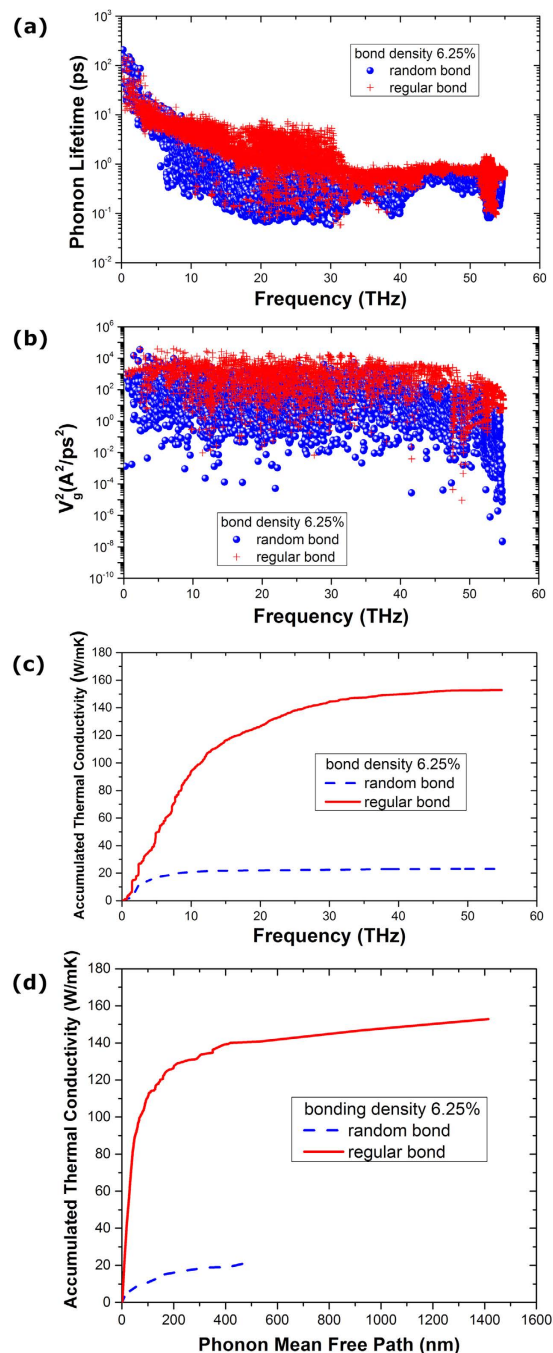 (a)
10^3
10^2
10^1
10^0
10^-1
10^-2
Phonon Lifetime (ps)
bond density 6.25%
random bond
regular bond
0 10 20 30 40 50 60
Frequency (THz)
(b)
10^6
10^4
10^2
10^0
10^-2
10^-4
10^-6
10^-8
10^-10
V_g^2(A^2/ps^2)
bond density 6.25%
random bond
regular bond
0 10 20 30 40 50 60
Frequency (THz)
(c)
180
160
140
120
100
80
60
40
20
0
Accumulated Thermal Conductivity (W/mK)
bond density 6.25%
random bond
regular bond
0 10 20 30 40 50 60
Frequency (THz)
(d)
180
160
140
120
100
80
60
40
20
0
Accumulated Thermal Conductivity (W/mK)
bonding density 6.25%
random bond
regular bond
0 200 400 600 800 1000 1200 1400 1600
Phonon Mean Free Path (nm)